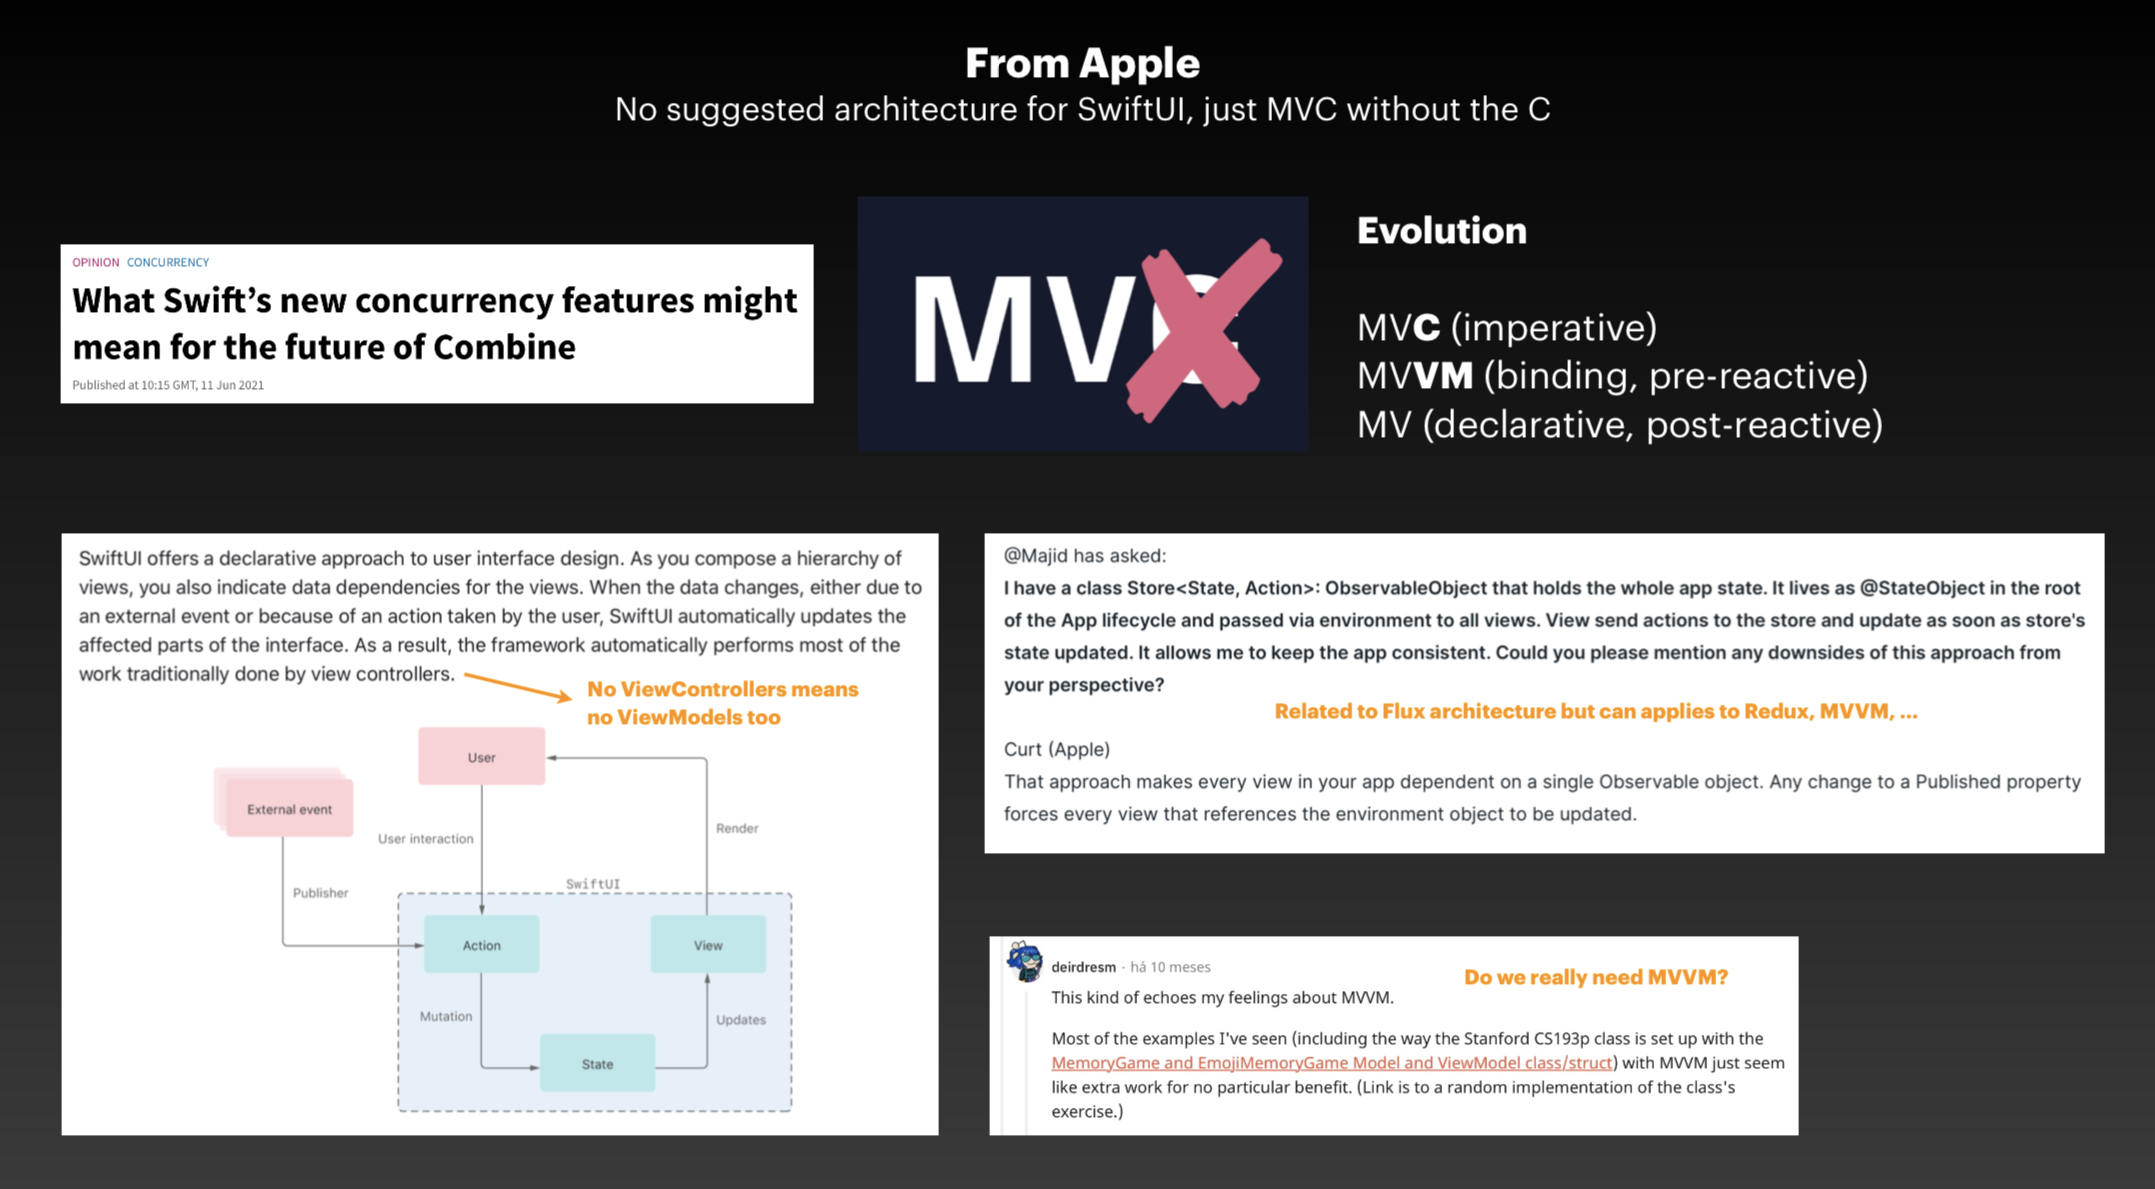 From Apple
No suggested architecture for SwiftUI, just MVC without the C
OPINION CONCURRENCY
What Swift’s new concurrency features might
mean for the future of Combine
Published at 10:15 GMT, 11 Jun 2021
MVC
Evolution
MVC (imperative)
MVVM (binding, pre-reactive)
MV (declarative, post-reactive)
SwiftUI offers a declarative approach to user interface design. As you compose a hierarchy of
views, you also indicate data dependencies for the views. When the data changes, either due to
an external event or because of an action taken by the user, SwiftUI automatically updates the
affected parts of the interface. As a result, the framework automatically performs most of the
work traditionally done by view controllers.
No ViewControllers means
no ViewModels too
User
External event
User interaction
Render
Publisher
SwiftUI
Action
View
Mutation
Updates
State
@Majid has asked:
I have a class Store<State, Action>: ObservableObject that holds the whole app state. It lives as @StateObject in the root
of the App lifecycle and passed via environment to all views. View send actions to the store and update as soon as store's
state updated. It allows me to keep the app consistent. Could you please mention any downsides of this approach from
your perspective?
Related to Flux architecture but can applies to Redux, MVVM, ...
Curt (Apple)
That approach makes every view in your app dependent on a single Observable object. Any change to a Published property
forces every view that references the environment object to be updated.
deirdresm · há 10 meses
Do we really need MVVM?
This kind of echoes my feelings about MVVM.
Most of the examples I've seen (including the way the Stanford CS193p class is set up with the
MemoryGame and EmojiMemoryGame Model and ViewModel class/struct) with MVVM just seem
like extra work for no particular benefit. (Link is to a random implementation of the class's
exercise.)